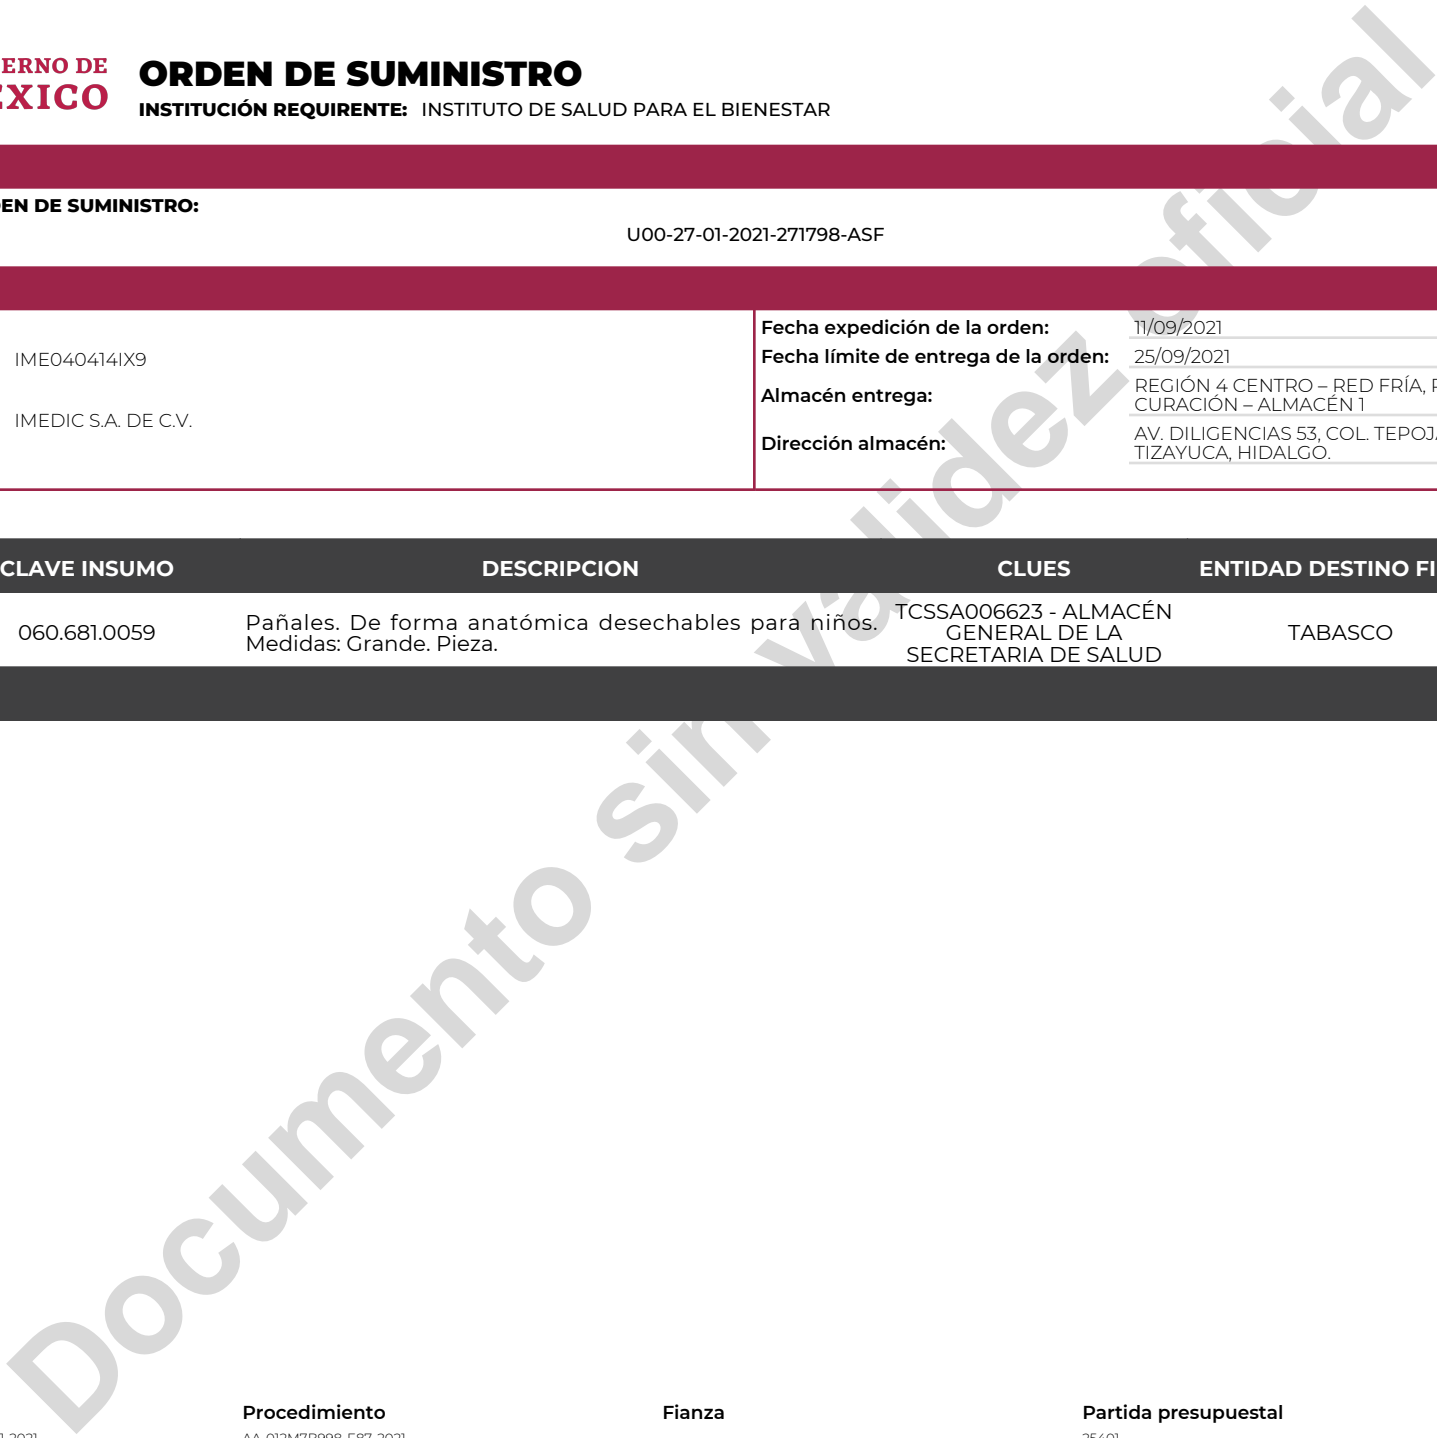 ERNO DE
ÉXICO
ORDEN DE SUMINISTRO
INSTITUCIÓN REQUIRENTE: INSTITUTO DE SALUD PARA EL BIENESTAR
EN DE SUMINISTRO:
U00-27-01-2021-271798-ASF
IME040414IX9
IMEDIC S.A. DE C.V.
Fecha expedición de la orden: 11/09/2021
Fecha límite de entrega de la orden: 25/09/2021
Almacén entrega: REGIÓN 4 CENTRO – RED FRÍA,
CURACIÓN – ALMACÉN 1
Dirección almacén: AV. DILIGENCIAS 53, COL. TEPOJ
TIZAYUCA, HIDALGO.
CLAVE INSUMO DESCRIPCION CLUES ENTIDAD DESTINO FI
060.681.0059
Pañales. De forma anatómica desechables para niños.
Medidas: Grande. Pieza.
TCSSA006623 - ALMACÉN
GENERAL DE LA
SECRETARIA DE SALUD
TABASCO
Documento sin validez oficial
Procedimiento Fianza Partida presupuestal